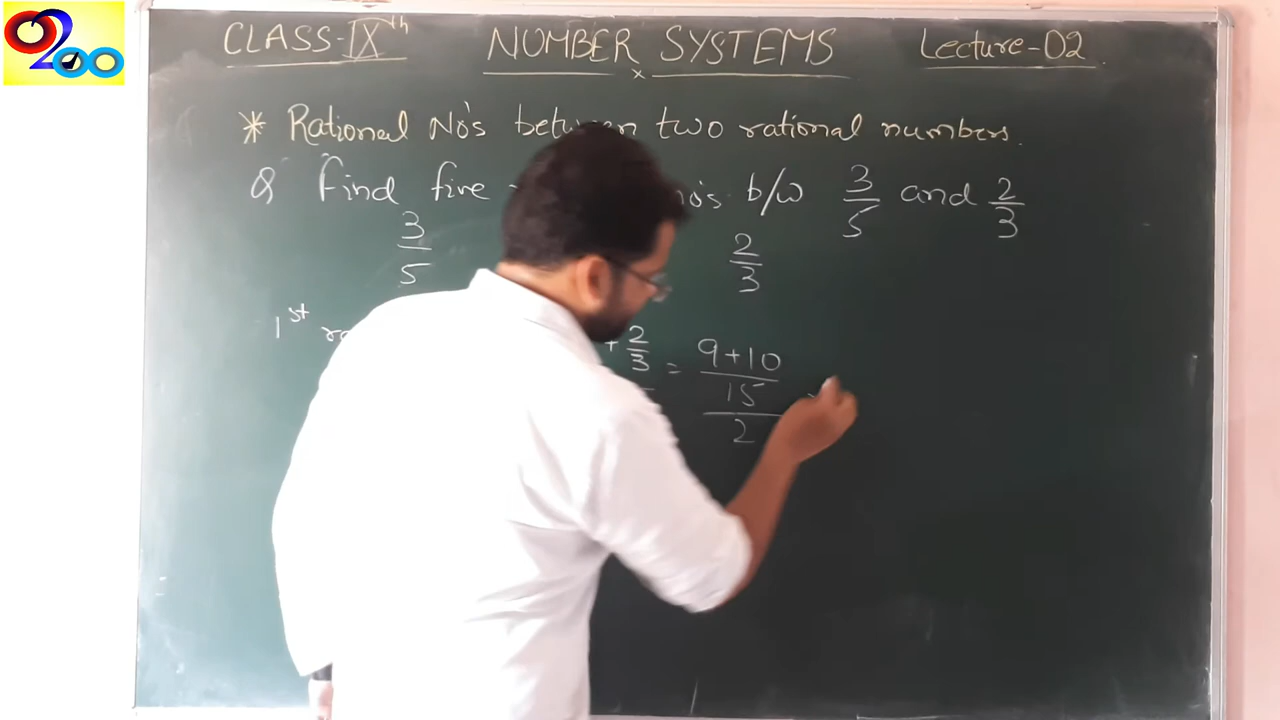 0200
CLASS-IXth NUMBER SYSTEMS Lecture-02
* Rational No's between two rational numbers.
Q Find five no's b/w 3/5 and 2/3
3/5 2/3
1st + 2/3 = 9+10/15/2